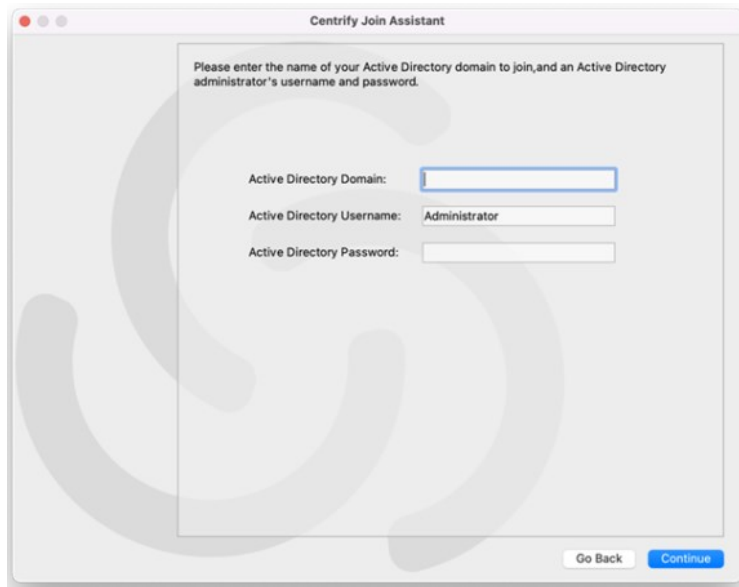 Centrify Join Assistant
Please enter the name of your Active Directory domain to join,and an Active Directory
administrator's username and password.
Active Directory Domain:
Active Directory Username: Administrator
Active Directory Password:
Go Back Continue